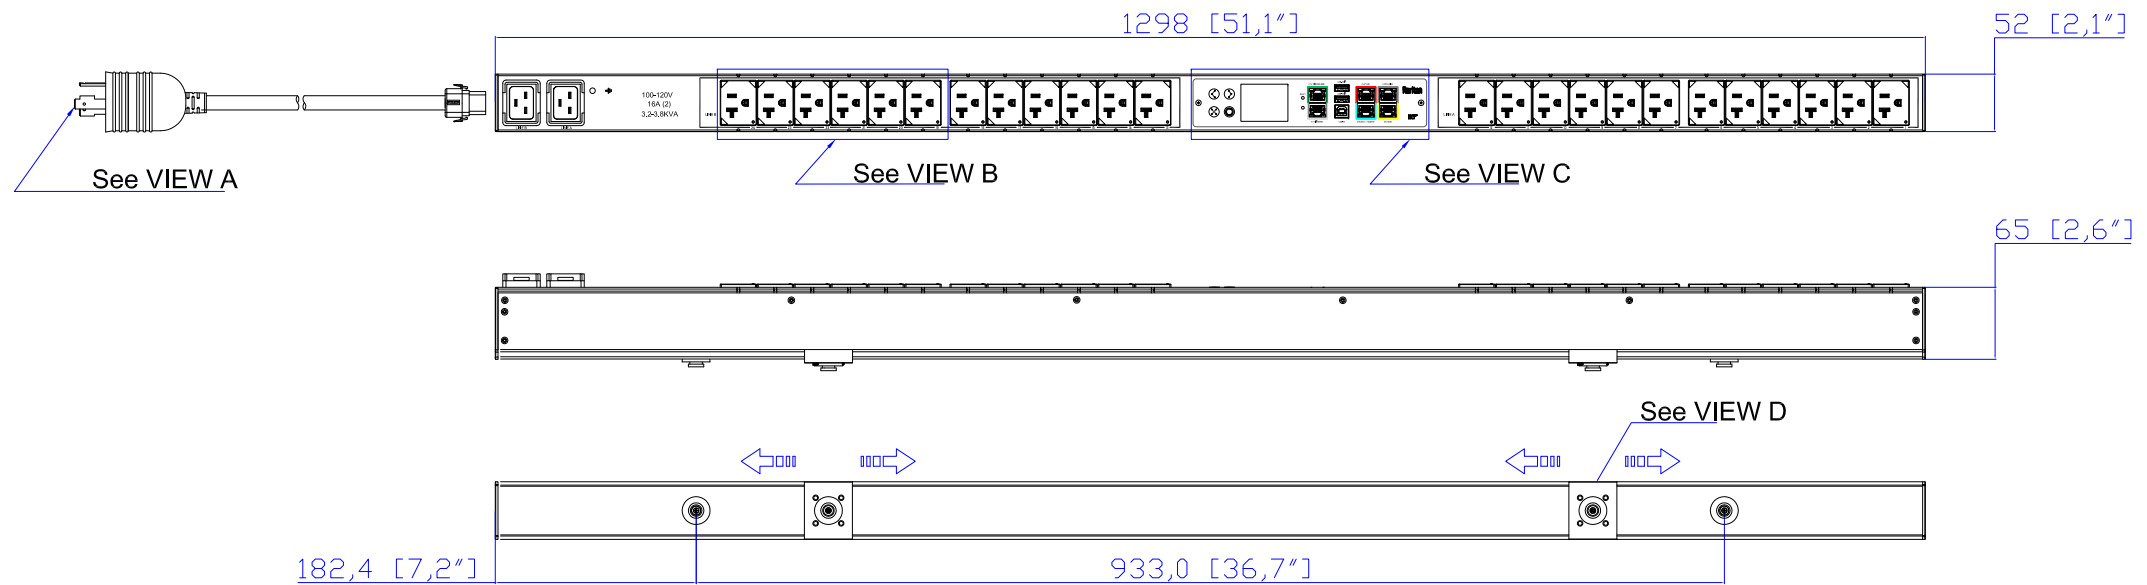 1298 [51,1"]
52 [2,1"]
100-120V
16A (2)
3,2-3.8KVA
Raritan
See VIEW A
See VIEW B
See VIEW C
65 [2,6"]
See VIEW D
182,4 [7,2"]
933,0 [36,7"]